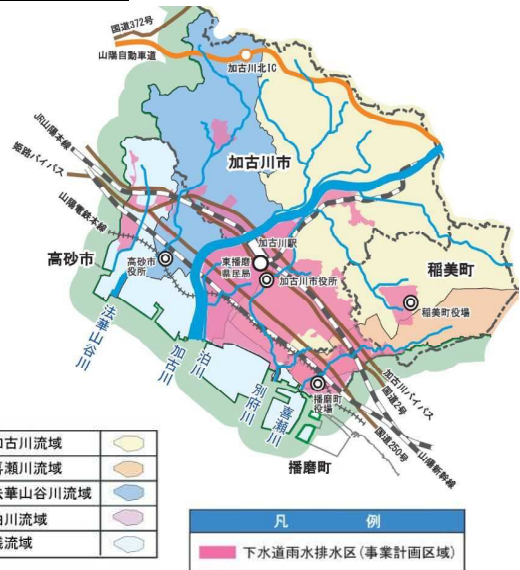 国道372号
山陽自動車道
加古川北IC
JR山陽本線
姫路バイパス
山陽電鉄本線
加古川市
加古川駅
東播磨
県民局
加古川市役所
高砂市
高砂市
役所
稲美町
稲美町役場
法華山谷川
加古川
泊川
別府川
喜瀬川
播磨町
役場
播磨町
加古川バイパス
国道2号
国道250号
山陽新幹線
古川流域
喜瀬川流域
法華山谷川流域
川流域
流域
凡例
下水道雨水排水区(事業計画区域)